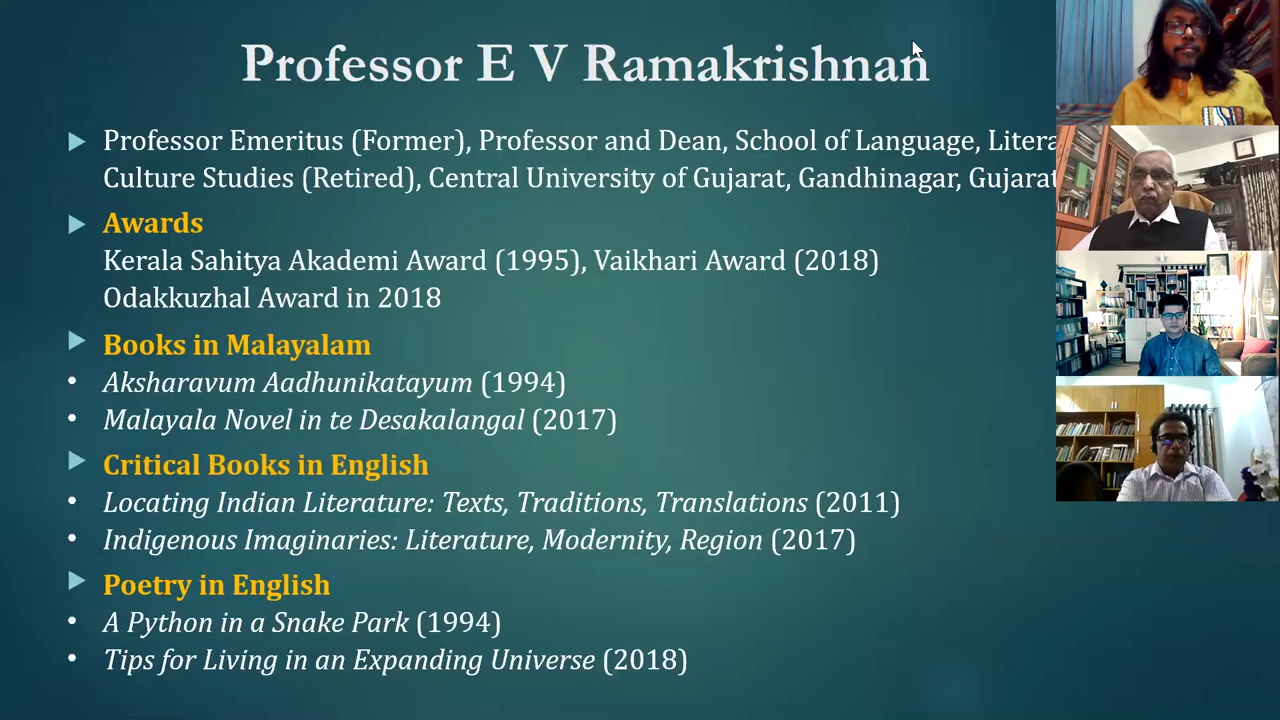 Professor E V Ramakrishnan
Professor Emeritus (Former), Professor and Dean, School of Language,
Culture Studies (Retired), Central University of Gujarat, Gandhinagar, Gujarat
Awards
Kerala Sahitya Akademi Award (1995), Vaikhari Award (2018)
Odakkuzhal Award in 2018
Books in Malayalam
Aksharavum Aadhunikatayum (1994)
Malayala Novel in te Desakalangal (2017)
Critical Books in English
Locating Indian Literature: Texts, Traditions, Translations (2011)
Indigenous Imaginaries: Literature, Modernity, Region (2017)
Poetry in English
A Python in a Snake Park (1994)
Tips for Living in an Expanding Universe (2018)